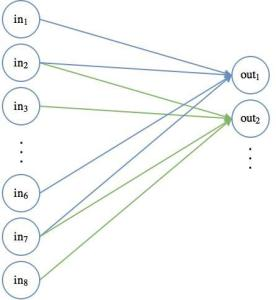 in₁
in₂
out₁
in₃
out₂
in₆
in₇
in₈